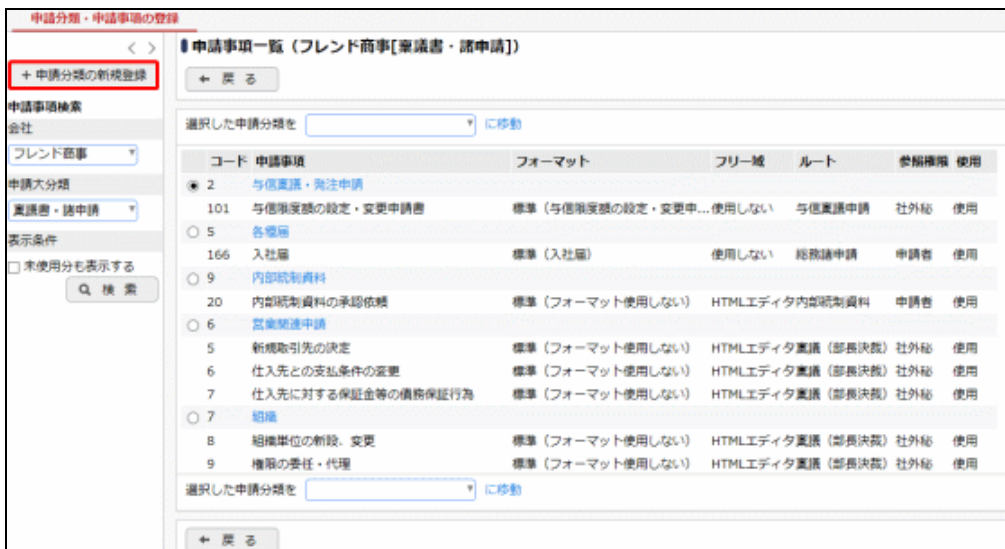 申請分類・申請事項の登録
< >
+ 申請分類の新規登録
申請事項検索
会社
フレンド商事
申請大分類
稟議書・諸申請
表示条件
未使用分も表示する
検 索
申請事項一覧（フレンド商事[稟議書・諸申請]）
← 戻 る
選択した申請分類を に移動
コード 申請事項 フォーマット フリー域 ルート 参照権限 使用
2 与信稟議・発注申請
101 与信限度額の設定・変更申請書 標準（与信限度額の設定・変更申... 使用しない 与信稟議申請 社外秘 使用
5 各種届
166 入社届 標準（入社届） 使用しない 総務諸申請 申請者 使用
9 内部統制資料
20 内部統制資料の承認依頼 標準（フォーマット使用しない） HTMLエディタ 内部統制資料 申請者 使用
6 営業関連申請
5 新規取引先の決定 標準（フォーマット使用しない） HTMLエディタ 稟議（部長決裁） 社外秘 使用
6 仕入先との支払条件の変更 標準（フォーマット使用しない） HTMLエディタ 稟議（部長決裁） 社外秘 使用
7 仕入先に対する保証金等の債務保証行為 標準（フォーマット使用しない） HTMLエディタ 稟議（部長決裁） 社外秘 使用
7 組織
8 組織単位の新設、変更 標準（フォーマット使用しない） HTMLエディタ 稟議（部長決裁） 社外秘 使用
9 権限の委任・代理 標準（フォーマット使用しない） HTMLエディタ 稟議（部長決裁） 社外秘 使用
選択した申請分類を に移動
← 戻 る